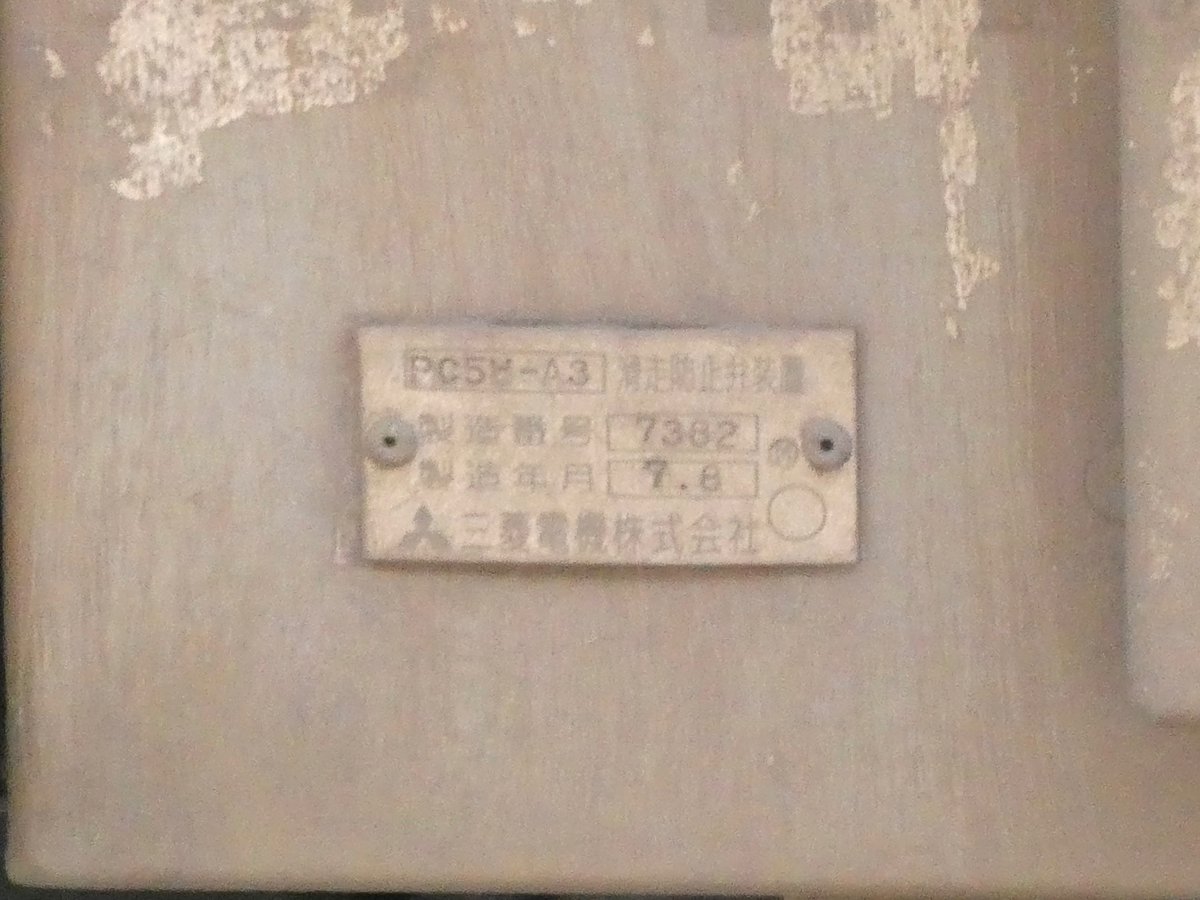 PC5H-A3 滑走防止弁装置
製造番号 7382
製造年月 7.8
三菱電機株式会社